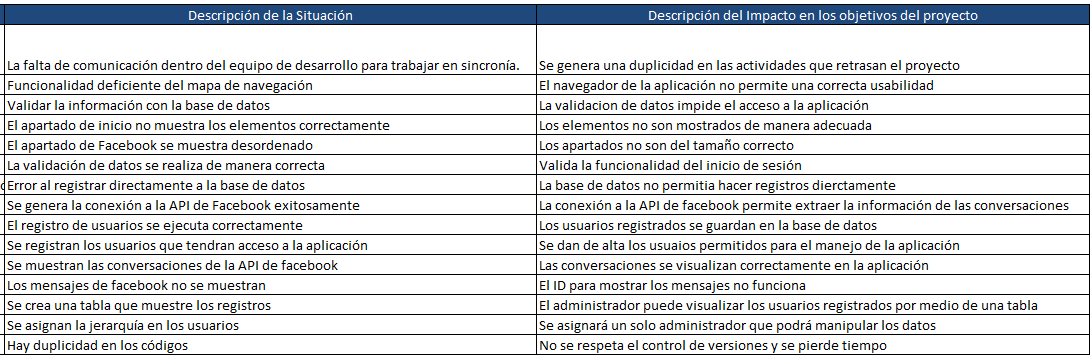 Descripción de la Situación Descripción del Impacto en los objetivos del proyecto
La falta de comunicación dentro del equipo de desarrollo para trabajar en sincronía. Se genera una duplicidad en las actividades que retrasan el proyecto
Funcionalidad deficiente del mapa de navegación El navegador de la aplicación no permite una correcta usabilidad
Validar la información con la base de datos La validacion de datos impide el acceso a la aplicación
El apartado de inicio no muestra los elementos correctamente Los elementos no son mostrados de manera adecuada
El apartado de Facebook se muestra desordenado Los apartados no son del tamaño correcto
La validación de datos se realiza de manera correcta Valida la funcionalidad del inicio de sesión
Error al registrar directamente a la base de datos La base de datos no permitia hacer registros dierctamente
Se genera la conexión a la API de Facebook exitosamente La conexión a la API de facebook permite extraer la información de las conversaciones
El registro de usuarios se ejecuta correctamente Los usuarios registrados se guardan en la base de datos
Se registran los usuarios que tendran acceso a la aplicación Se dan de alta los usuaios permitidos para el manejo de la aplicación
Se muestran las conversaciones de la API de facebook Las conversaciones se visualizan correctamente en la aplicación
Los mensajes de facebook no se muestran El ID para mostrar los mensajes no funciona
Se crea una tabla que muestre los registros El administrador puede visualizar los usuarios registrados por medio de una tabla
Se asignan la jerarquía en los usuarios Se asignará un solo administrador que podrá manipular los datos
Hay duplicidad en los códigos No se respeta el control de versiones y se pierde tiempo